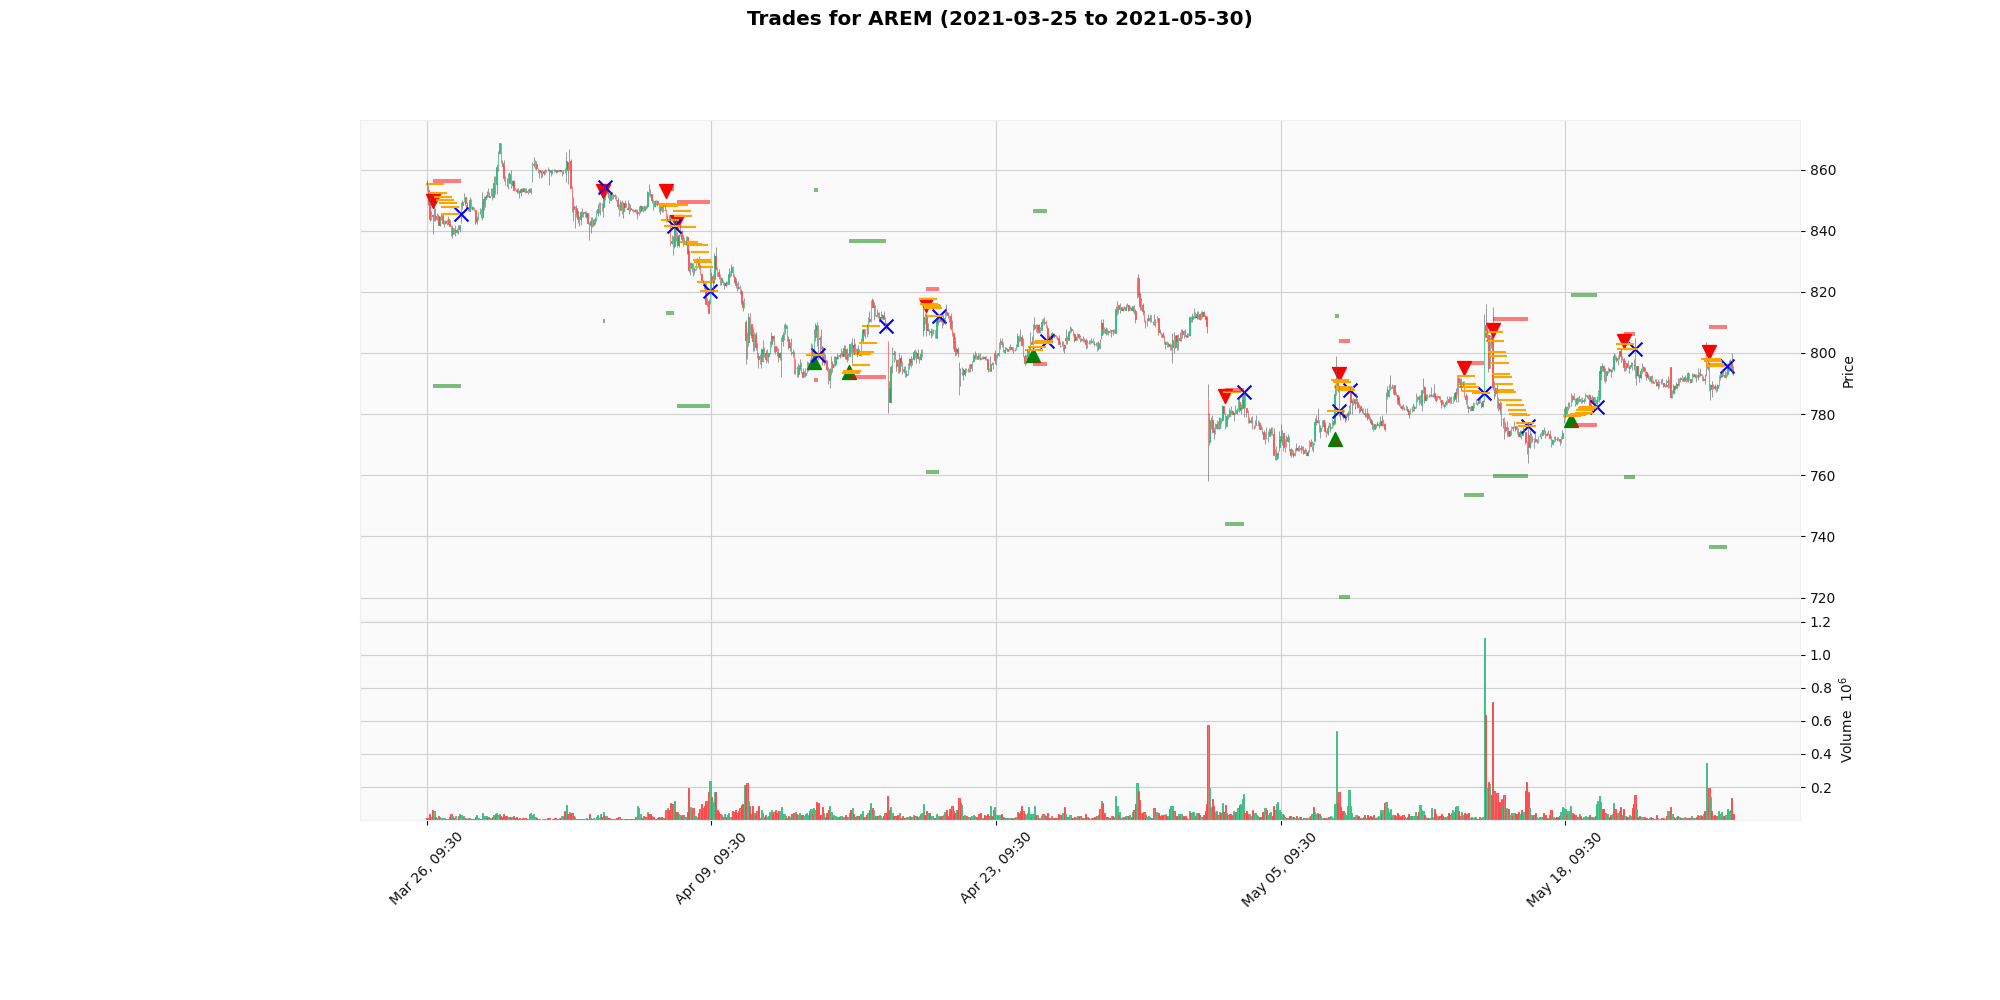 Trades for AREM (2021-03-25 to 2021-05-30)
860
840
820
800
780
760
740
720
Price
1.2
1.0
0.8
0.6
0.4
0.2
Volume 10⁶
Mar 26, 09:30
Apr 09, 09:30
Apr 23, 09:30
May 05, 09:30
May 18, 09:30